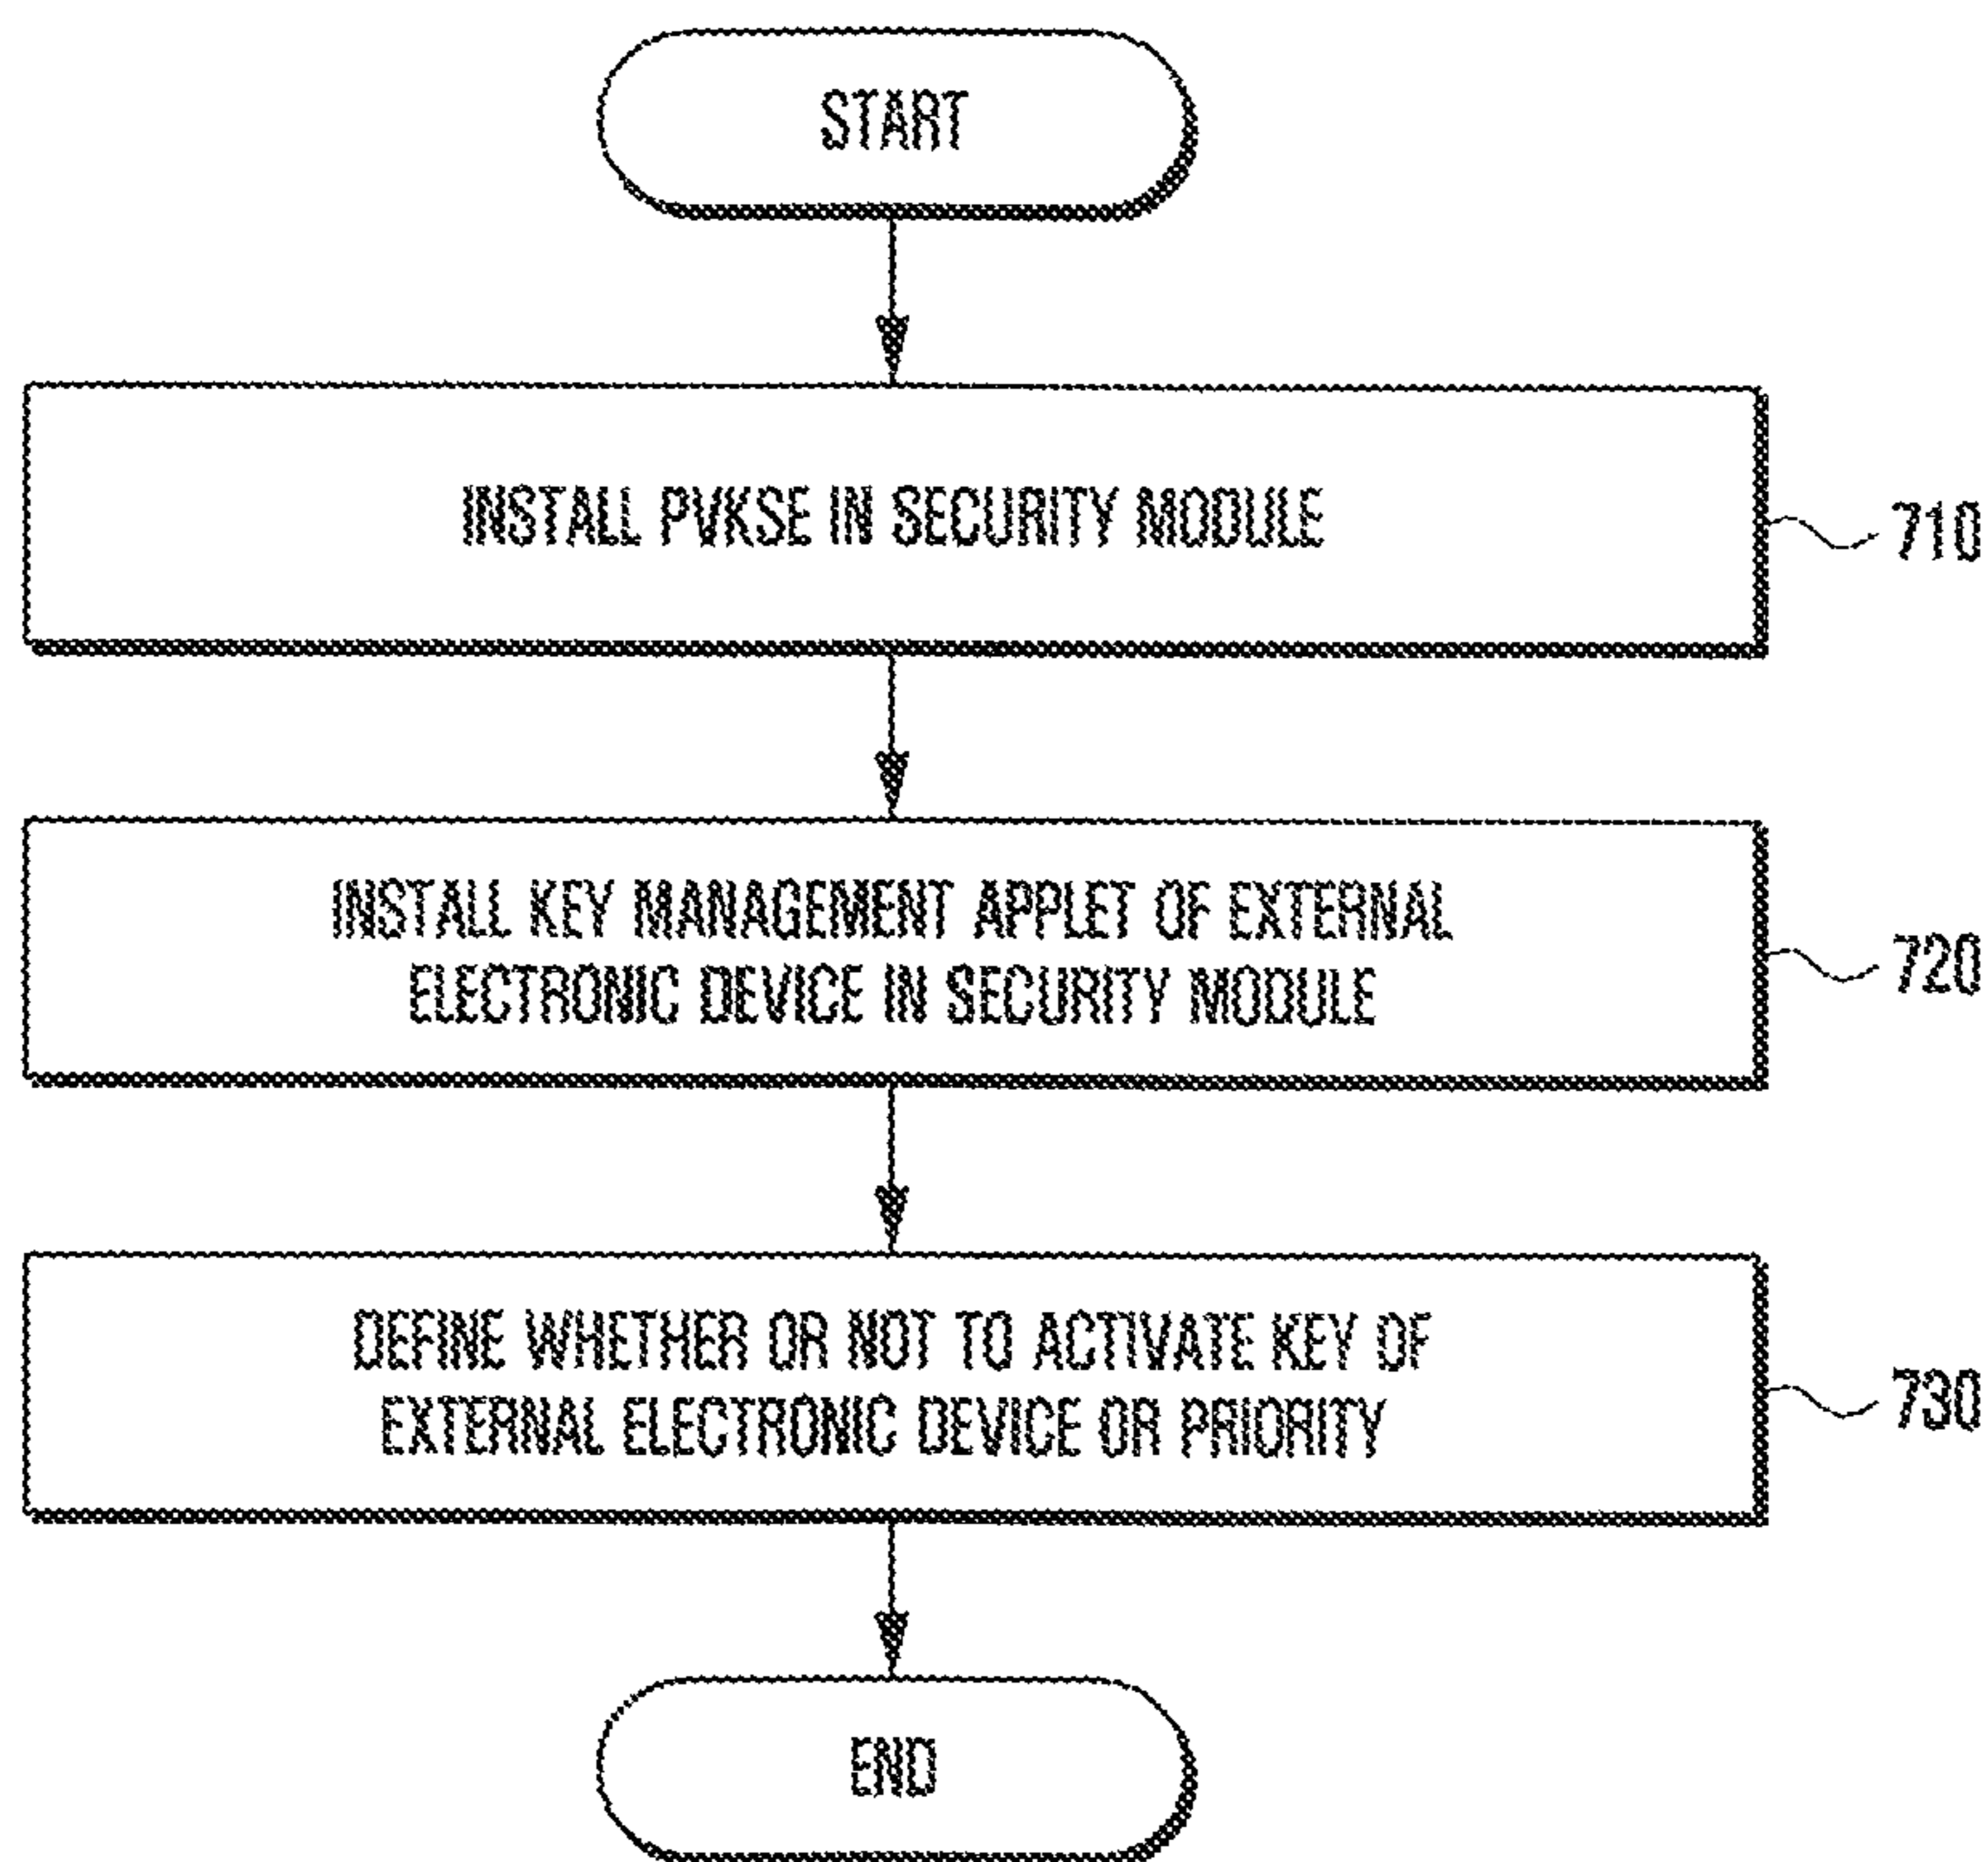 START
INSTALL PVKSE IN SECURITY MODULE
710
INSTALL KEY MANAGEMENT APPLET OF EXTERNAL
ELECTRONIC DEVICE IN SECURITY MODULE
720
DEFINE WHETHER OR NOT TO ACTIVATE KEY OF
EXTERNAL ELECTRONIC DEVICE OR PRIORITY
730
END